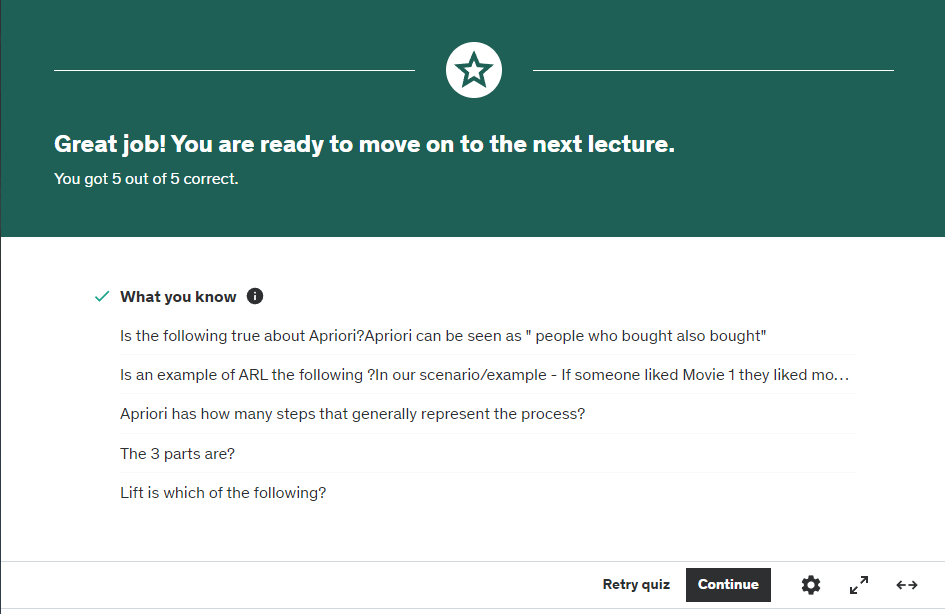 Great job! You are ready to move on to the next lecture.
You got 5 out of 5 correct.
What you know
Is the following true about Apriori?Apriori can be seen as " people who bought also bought"
Is an example of ARL the following ?In our scenario/example - If someone liked Movie 1 they liked mo...
Apriori has how many steps that generally represent the process?
The 3 parts are?
Lift is which of the following?
Retry quiz
Continue